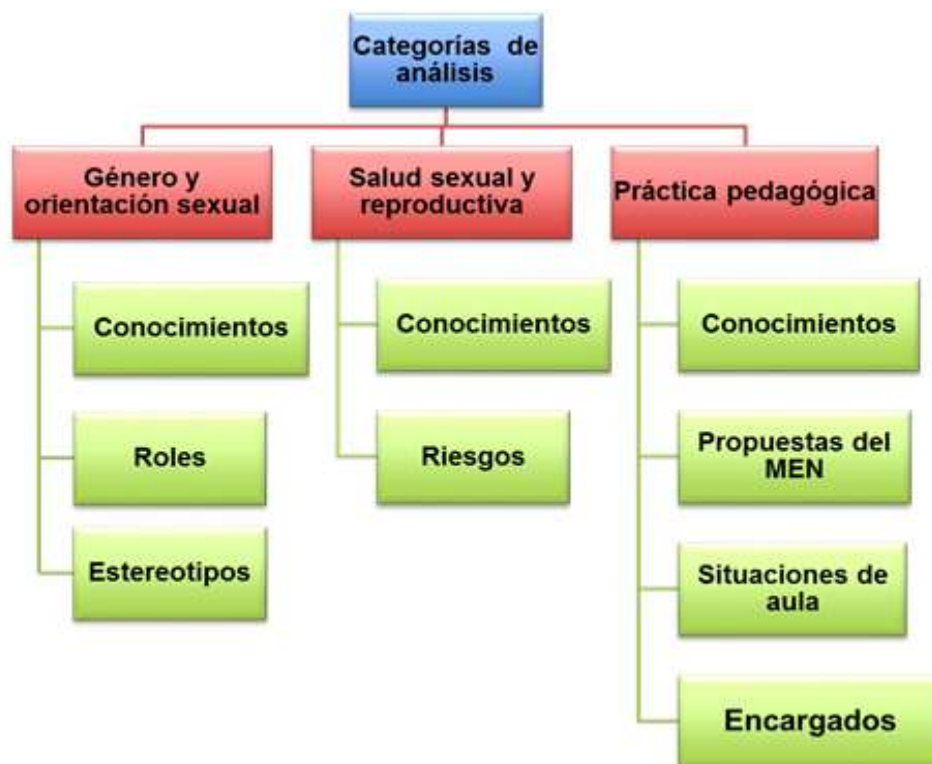 Categorías de
análisis
Género y
orientación sexual
Salud sexual y
reproductiva
Práctica pedagógica
Conocimientos
Roles
Estereotipos
Conocimientos
Riesgos
Conocimientos
Propuestas del
MEN
Situaciones de
aula
Encargados